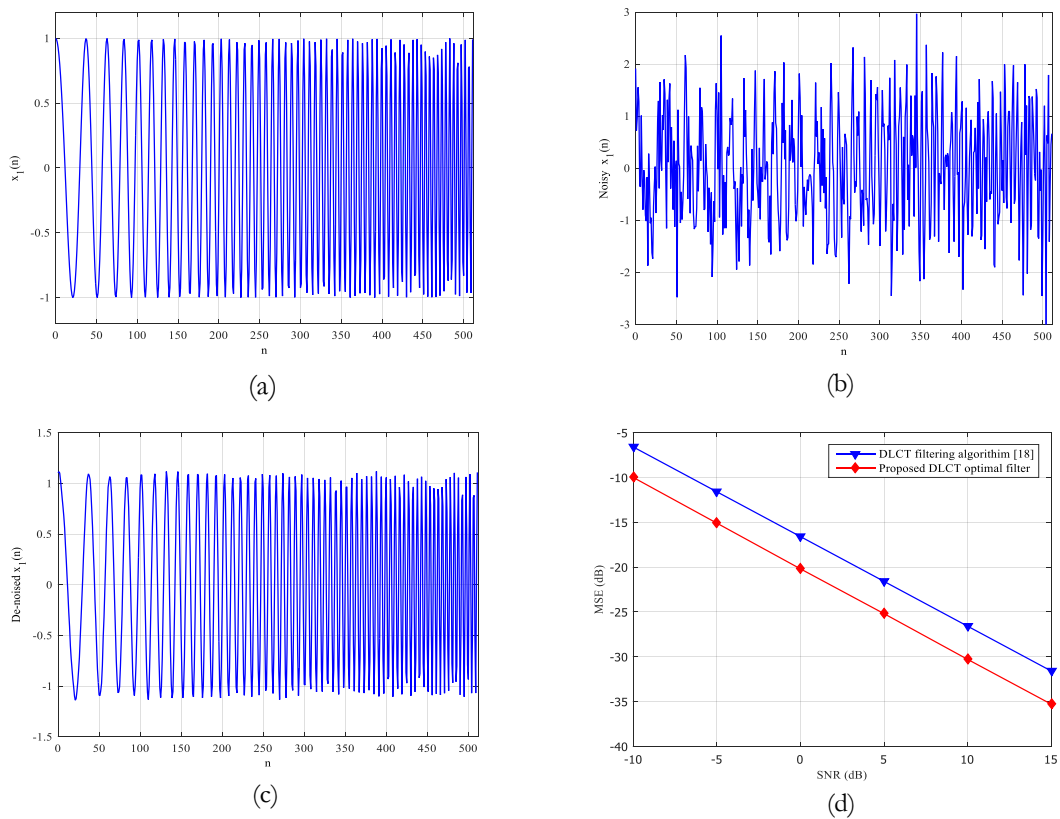 1
0.5
0
-0.5
-1
x1(n)
0 50 100 150 200 250 300 350 400 450 500
n
(a)
3
2
1
0
-1
-2
-3
Noisy x1(n)
0 50 100 150 200 250 300 350 400 450 500
n
(b)
1.5
1
0.5
0
-0.5
-1
-1.5
De-noised x1(n)
0 50 100 150 200 250 300 350 400 450 500
n
(c)
-5
-10
-15
-20
-25
-30
-35
-40
MSE (dB)
DLCT filtering algorithim [18]
Proposed DLCT optimal filter
-10 -5 0 5 10 15
SNR (dB)
(d)